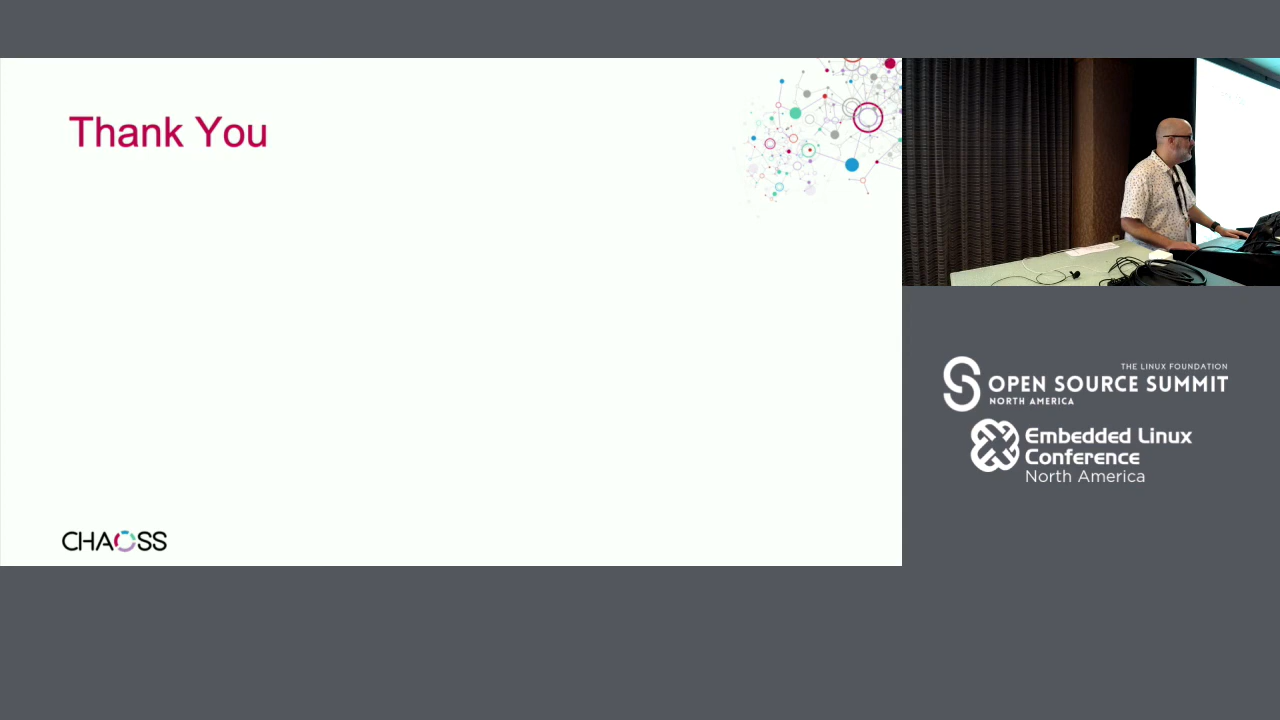 Thank You
CHAOSS
THE LINUX FOUNDATION
OPEN SOURCE SUMMIT
NORTH AMERICA
Embedded Linux
Conference
North America